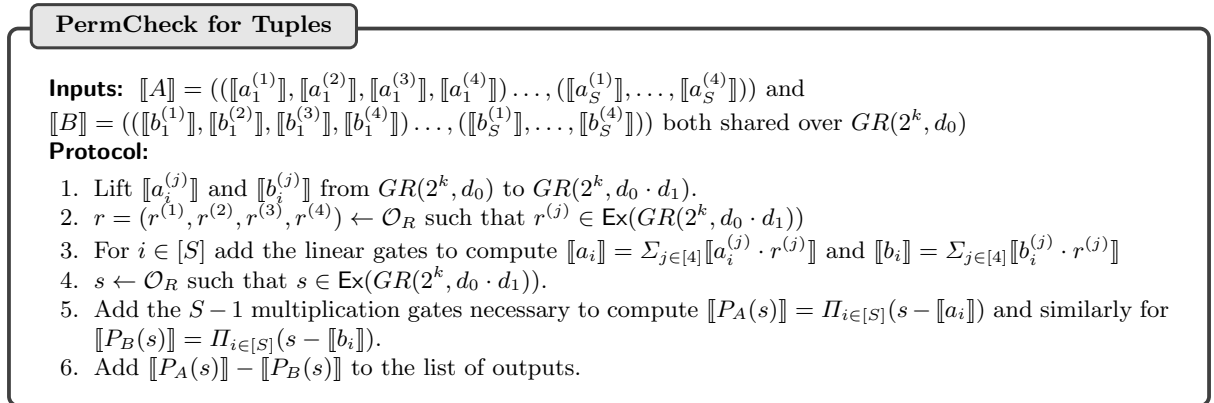 PermCheck for Tuples
Inputs: ⟦A⟧ = ((⟦a_1^{(1)}⟧, ⟦a_1^{(2)}⟧, ⟦a_1^{(3)}⟧, ⟦a_1^{(4)}⟧) . . . , (⟦a_S^{(1)}⟧, . . . , ⟦a_S^{(4)}⟧)) and
⟦B⟧ = ((⟦b_1^{(1)}⟧, ⟦b_1^{(2)}⟧, ⟦b_1^{(3)}⟧, ⟦b_1^{(4)}⟧) . . . , (⟦b_S^{(1)}⟧, . . . , ⟦b_S^{(4)}⟧)) both shared over GR(2^k, d_0)
Protocol:
1. Lift ⟦a_i^{(j)}⟧ and ⟦b_i^{(j)}⟧ from GR(2^k, d_0) to GR(2^k, d_0 · d_1).
2. r = (r^{(1)}, r^{(2)}, r^{(3)}, r^{(4)}) ← 𝒪_R such that r^{(j)} ∈ Ex(GR(2^k, d_0 · d_1))
3. For i ∈ [S] add the linear gates to compute ⟦a_i⟧ = Σ_{j∈[4]}⟦a_i^{(j)} · r^{(j)}⟧ and ⟦b_i⟧ = Σ_{j∈[4]}⟦b_i^{(j)} · r^{(j)}⟧
4. s ← 𝒪_R such that s ∈ Ex(GR(2^k, d_0 · d_1)).
5. Add the S − 1 multiplication gates necessary to compute ⟦P_A(s)⟧ = Π_{i∈[S]}(s − ⟦a_i⟧) and similarly for
⟦P_B(s)⟧ = Π_{i∈[S]}(s − ⟦b_i⟧).
6. Add ⟦P_A(s)⟧ − ⟦P_B(s)⟧ to the list of outputs.